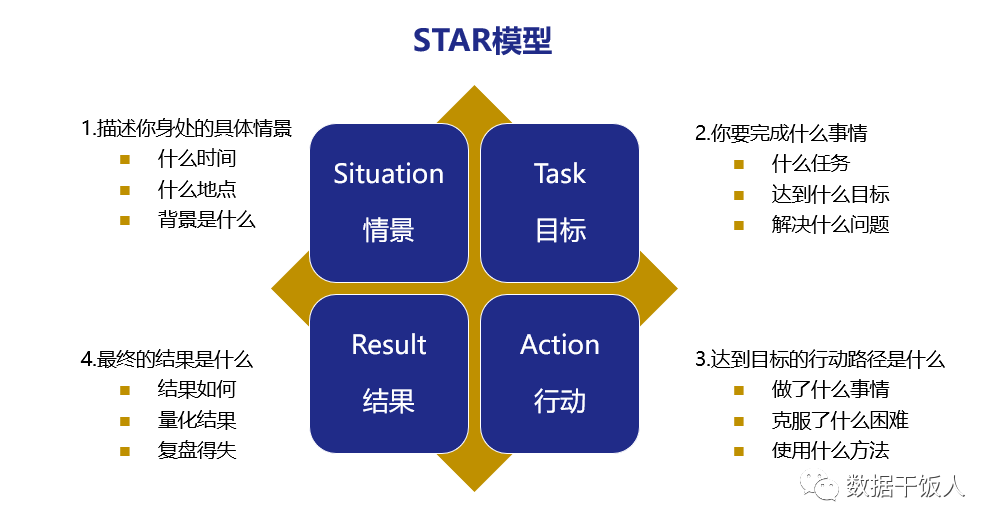 STAR模型
1.描述你身处的具体情景
什么时间
什么地点
背景是什么
Situation
情景
Task
目标
2.你要完成什么事情
什么任务
达到什么目标
解决什么问题
4.最终的结果是什么
结果如何
量化结果
复盘得失
Result
结果
Action
行动
3.达到目标的行动路径是什么
做了什么事情
克服了什么困难
使用什么方法
数据干饭人